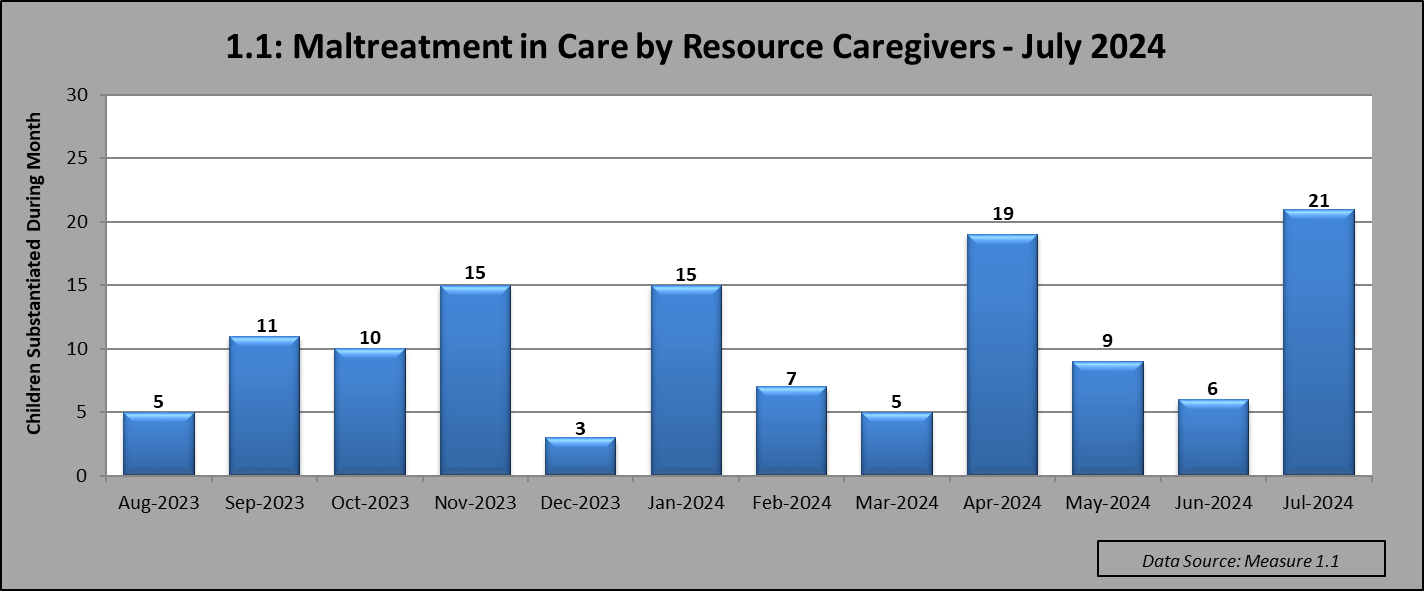 1.1: Maltreatment in Care by Resource Caregivers - July 2024
Children Substantiated During Month
30
25
20
15
10
5
0
5
11
10
15
3
15
7
5
19
9
6
21
Aug-2023
Sep-2023
Oct-2023
Nov-2023
Dec-2023
Jan-2024
Feb-2024
Mar-2024
Apr-2024
May-2024
Jun-2024
Jul-2024
Data Source: Measure 1.1